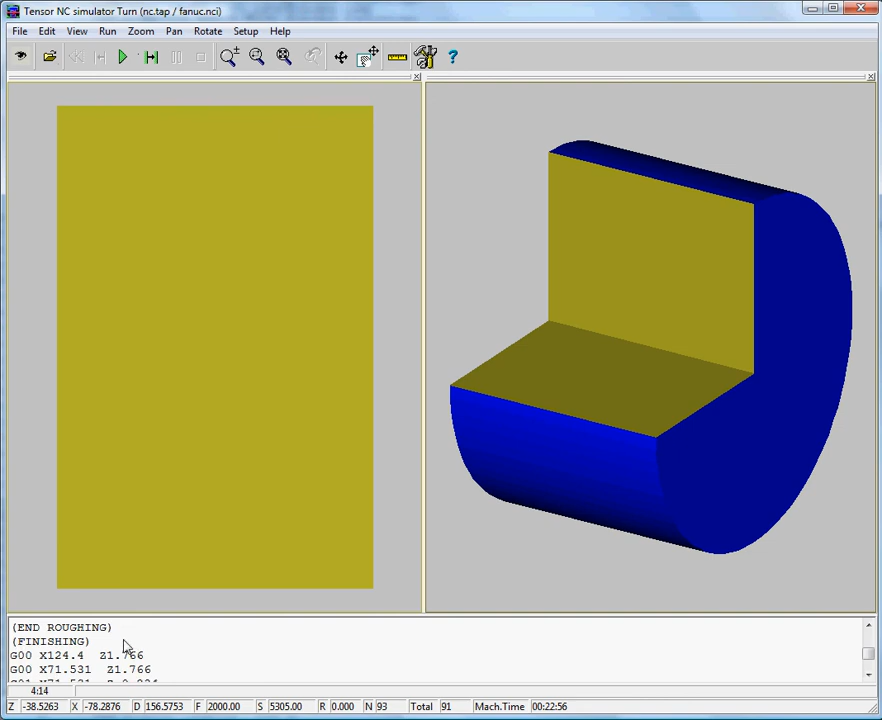 Tensor NC simulator Turn (nc.tap / fanuc.nci)
File Edit View Run Zoom Pan Rotate Setup Help
(END ROUGHING)
(FINISHING)
G00 X124.4 Z1.766
G00 X71.531 Z1.766
4:14
Z -38.5263 X -78.2876 D 156.5753 F 2000.00 S 5305.00 R 0.000 N 93 Total 91 Mach.Time 00:22:56